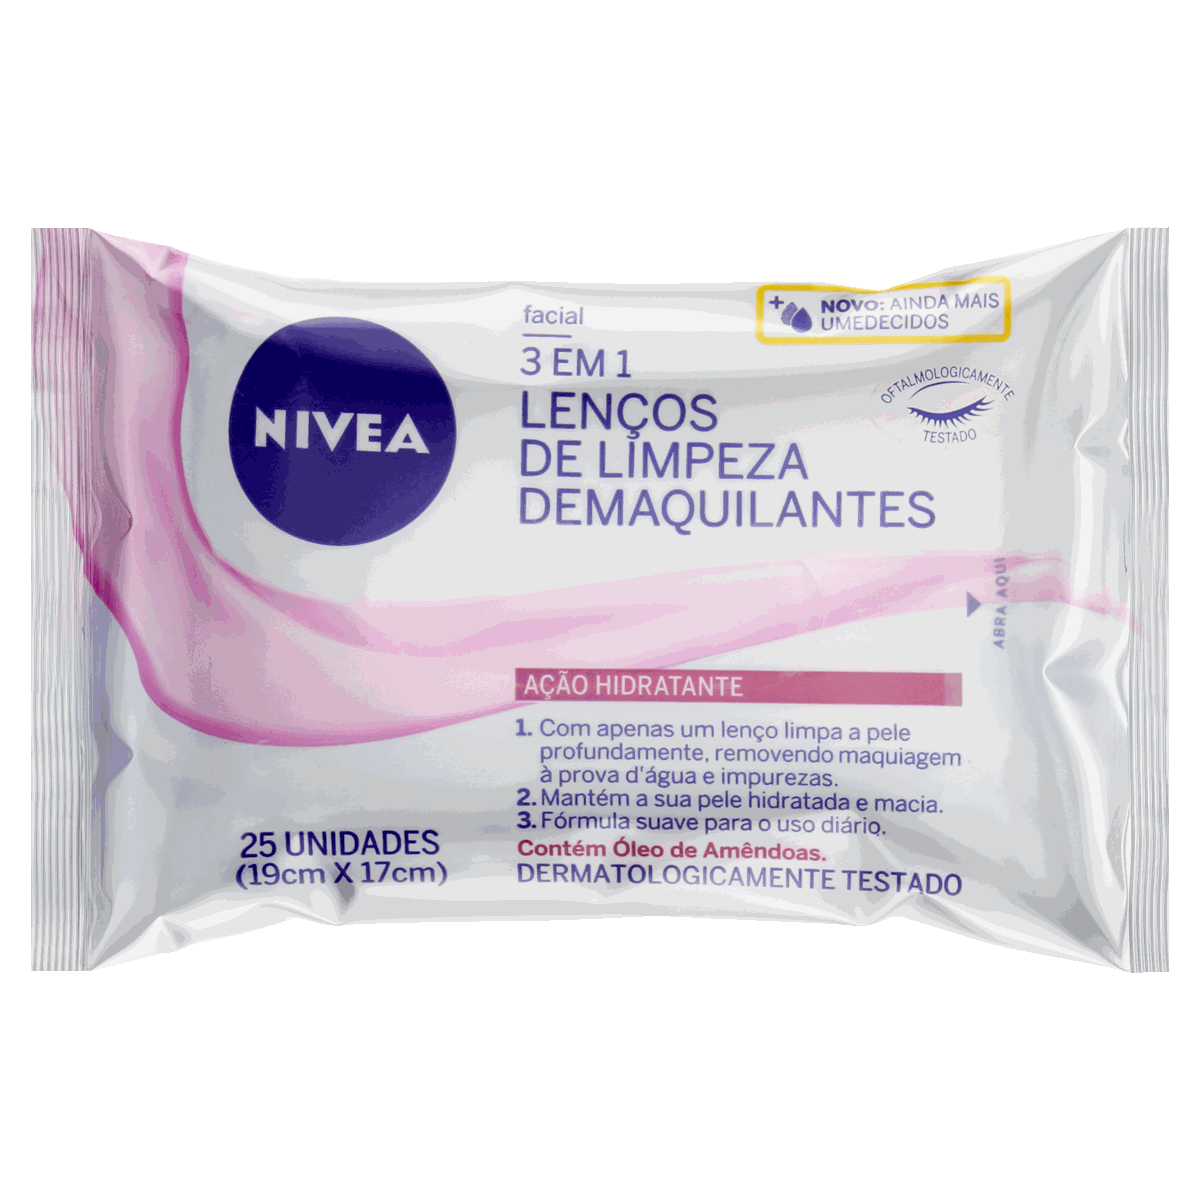 NIVEA
facial
3 EM 1
LENÇOS
DE LIMPEZA
DEMAQUILANTES
NOVO: AINDA MAIS
UMEDECIDOS
OFTALMOLOGICAMENTE
TESTADO
ABRA AQUI
AÇÃO HIDRATANTE
1. Com apenas um lenço limpa a pele
profundamente, removendo maquiagem
à prova d'água e impurezas.
2. Mantém a sua pele hidratada e macia.
3. Fórmula suave para o uso diário.
Contém Óleo de Amêndoas.
DERMATOLOGICAMENTE TESTADO
25 UNIDADES
(19cm X 17cm)